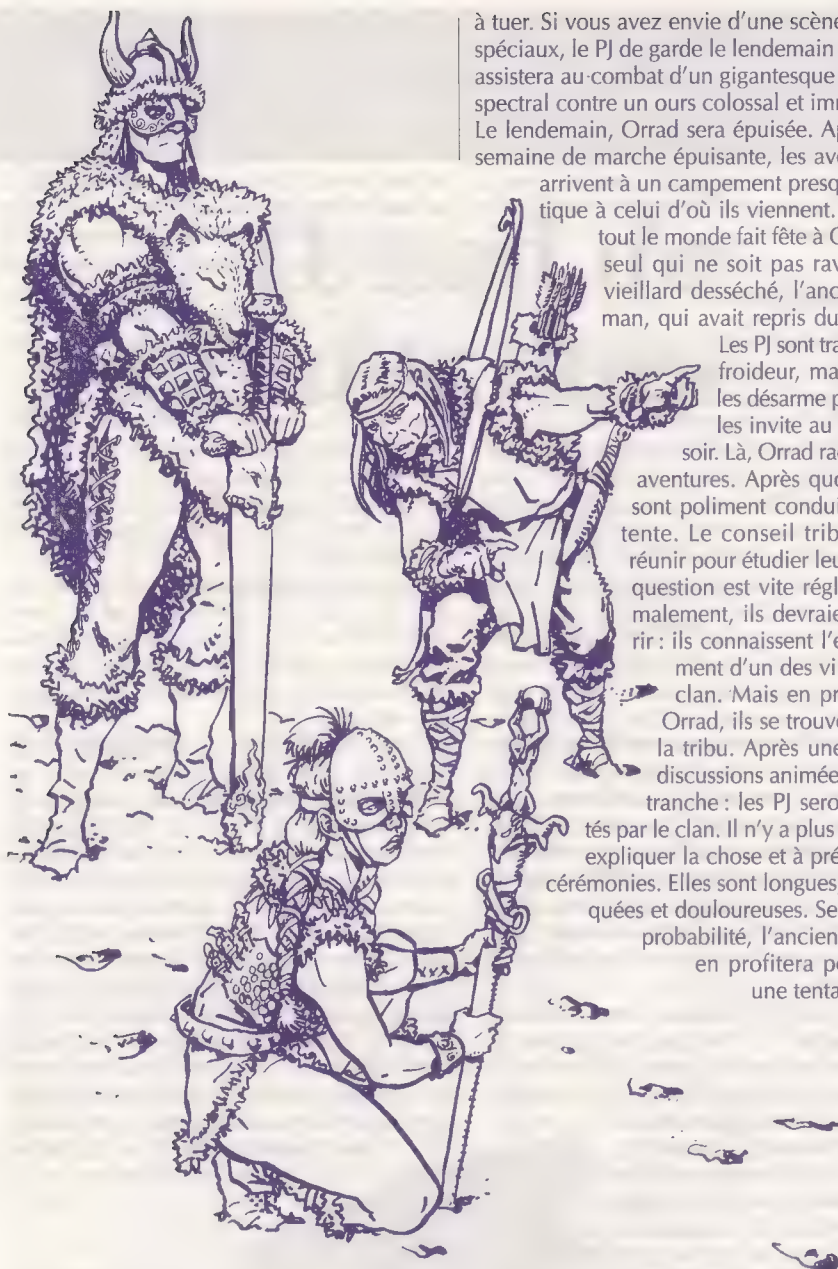 à tuer. Si vous avez envie d'une scène
spéciaux, le PJ de garde le lendemain
assistera au combat d'un gigantesque
spectral contre un ours colossal et im
Le lendemain, Orrad sera épuisée. A
semaine de marche épuisante, les ave
arrivent à un campement presq
tique à celui d'où ils viennent.
tout le monde fait fête à O
seul qui ne soit pas rav
vieillard desséché, l'anc
man, qui avait repris du
Les PJ sont tra
froideur, ma
les désarme p
les invite au
soir. Là, Orrad ra
aventures. Après quo
sont poliment condui
tente. Le conseil trib
réunir pour étudier leu
question est vite régl
malement, ils devraie
rir : ils connaissent l'e
ment d'un des vi
clan. Mais en pr
Orrad, ils se trouve
la tribu. Après une
discussions animée
tranche : les PJ sero
tés par le clan. Il n'y a plus
expliquer la chose et à pré
cérémonies. Elles sont longues,
quées et douloureuses. Se
probabilité, l'ancien
en profitera p
une tenta